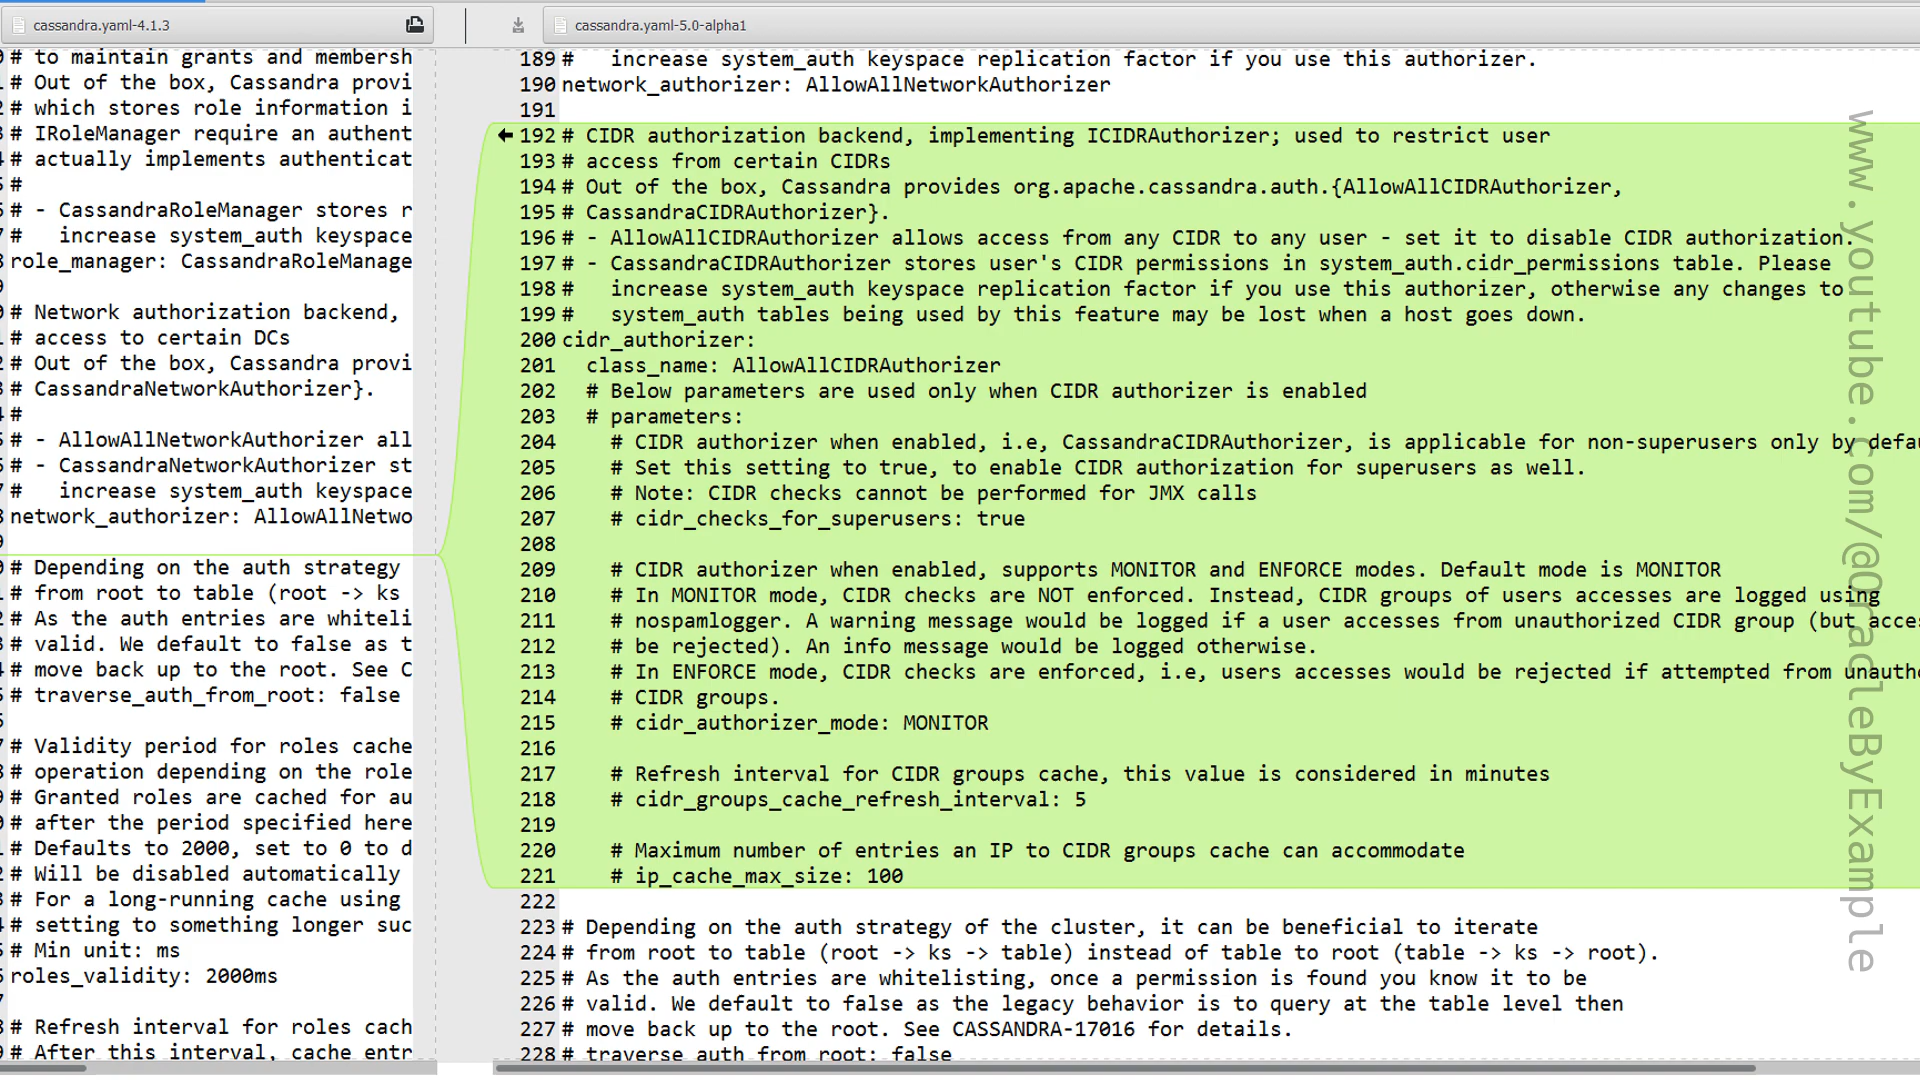 cassandra.yaml-4.1.3
# to maintain grants and membersh
# Out of the box, Cassandra provi
# which stores role information i
# IRoleManager require an authent
# actually implements authenticat
#
# - CassandraRoleManager stores r
#   increase system_auth keyspace
role_manager: CassandraRoleManage
# Network authorization backend,
# access to certain DCs
# Out of the box, Cassandra provi
# CassandraNetworkAuthorizer}.
#
# - AllowAllNetworkAuthorizer all
# - CassandraNetworkAuthorizer st
#   increase system_auth keyspace
network_authorizer: AllowAllNetwo
# Depending on the auth strategy
# from root to table (root -> ks
# As the auth entries are whiteli
# valid. We default to false as t
# move back up to the root. See C
# traverse_auth_from_root: false
# Validity period for roles cache
# operation depending on the role
# Granted roles are cached for au
# after the period specified here
# Defaults to 2000, set to 0 to d
# Will be disabled automatically
# For a long-running cache using
# setting to something longer suc
# Min unit: ms
roles_validity: 2000ms
# Refresh interval for roles cach
# After this interval, cache entr
cassandra.yaml-5.0-alpha1
189 #   increase system_auth keyspace replication factor if you use this authorizer.
190 network_authorizer: AllowAllNetworkAuthorizer
191
192 # CIDR authorization backend, implementing ICIDRAuthorizer; used to restrict user
193 # access from certain CIDRs
194 # Out of the box, Cassandra provides org.apache.cassandra.auth.{AllowAllCIDRAuthorizer,
195 # CassandraCIDRAuthorizer}.
196 # - AllowAllCIDRAuthorizer allows access from any CIDR to any user - set it to disable CIDR authorization.
197 # - CassandraCIDRAuthorizer stores user's CIDR permissions in system_auth.cidr_permissions table. Please
198 #   increase system_auth keyspace replication factor if you use this authorizer, otherwise any changes to
199 #   system_auth tables being used by this feature may be lost when a host goes down.
200 cidr_authorizer:
201   class_name: AllowAllCIDRAuthorizer
202   # Below parameters are used only when CIDR authorizer is enabled
203   # parameters:
204     # CIDR authorizer when enabled, i.e, CassandraCIDRAuthorizer, is applicable for non-superusers only by defau
205     # Set this setting to true, to enable CIDR authorization for superusers as well.
206     # Note: CIDR checks cannot be performed for JMX calls
207     # cidr_checks_for_superusers: true
208
209     # CIDR authorizer when enabled, supports MONITOR and ENFORCE modes. Default mode is MONITOR
210     # In MONITOR mode, CIDR checks are NOT enforced. Instead, CIDR groups of users accesses are logged using
211     # nospamlogger. A warning message would be logged if a user accesses from unauthorized CIDR group (but acces
212     # be rejected). An info message would be logged otherwise.
213     # In ENFORCE mode, CIDR checks are enforced, i.e, users accesses would be rejected if attempted from unautho
214     # CIDR groups.
215     # cidr_authorizer_mode: MONITOR
216
217     # Refresh interval for CIDR groups cache, this value is considered in minutes
218     # cidr_groups_cache_refresh_interval: 5
219
220     # Maximum number of entries an IP to CIDR groups cache can accommodate
221     # ip_cache_max_size: 100
222
223 # Depending on the auth strategy of the cluster, it can be beneficial to iterate
224 # from root to table (root -> ks -> table) instead of table to root (table -> ks -> root).
225 # As the auth entries are whitelisting, once a permission is found you know it to be
226 # valid. We default to false as the legacy behavior is to query at the table level then
227 # move back up to the root. See CASSANDRA-17016 for details.
228 # traverse_auth_from_root: false
www.youtube.com/@OracleByExample